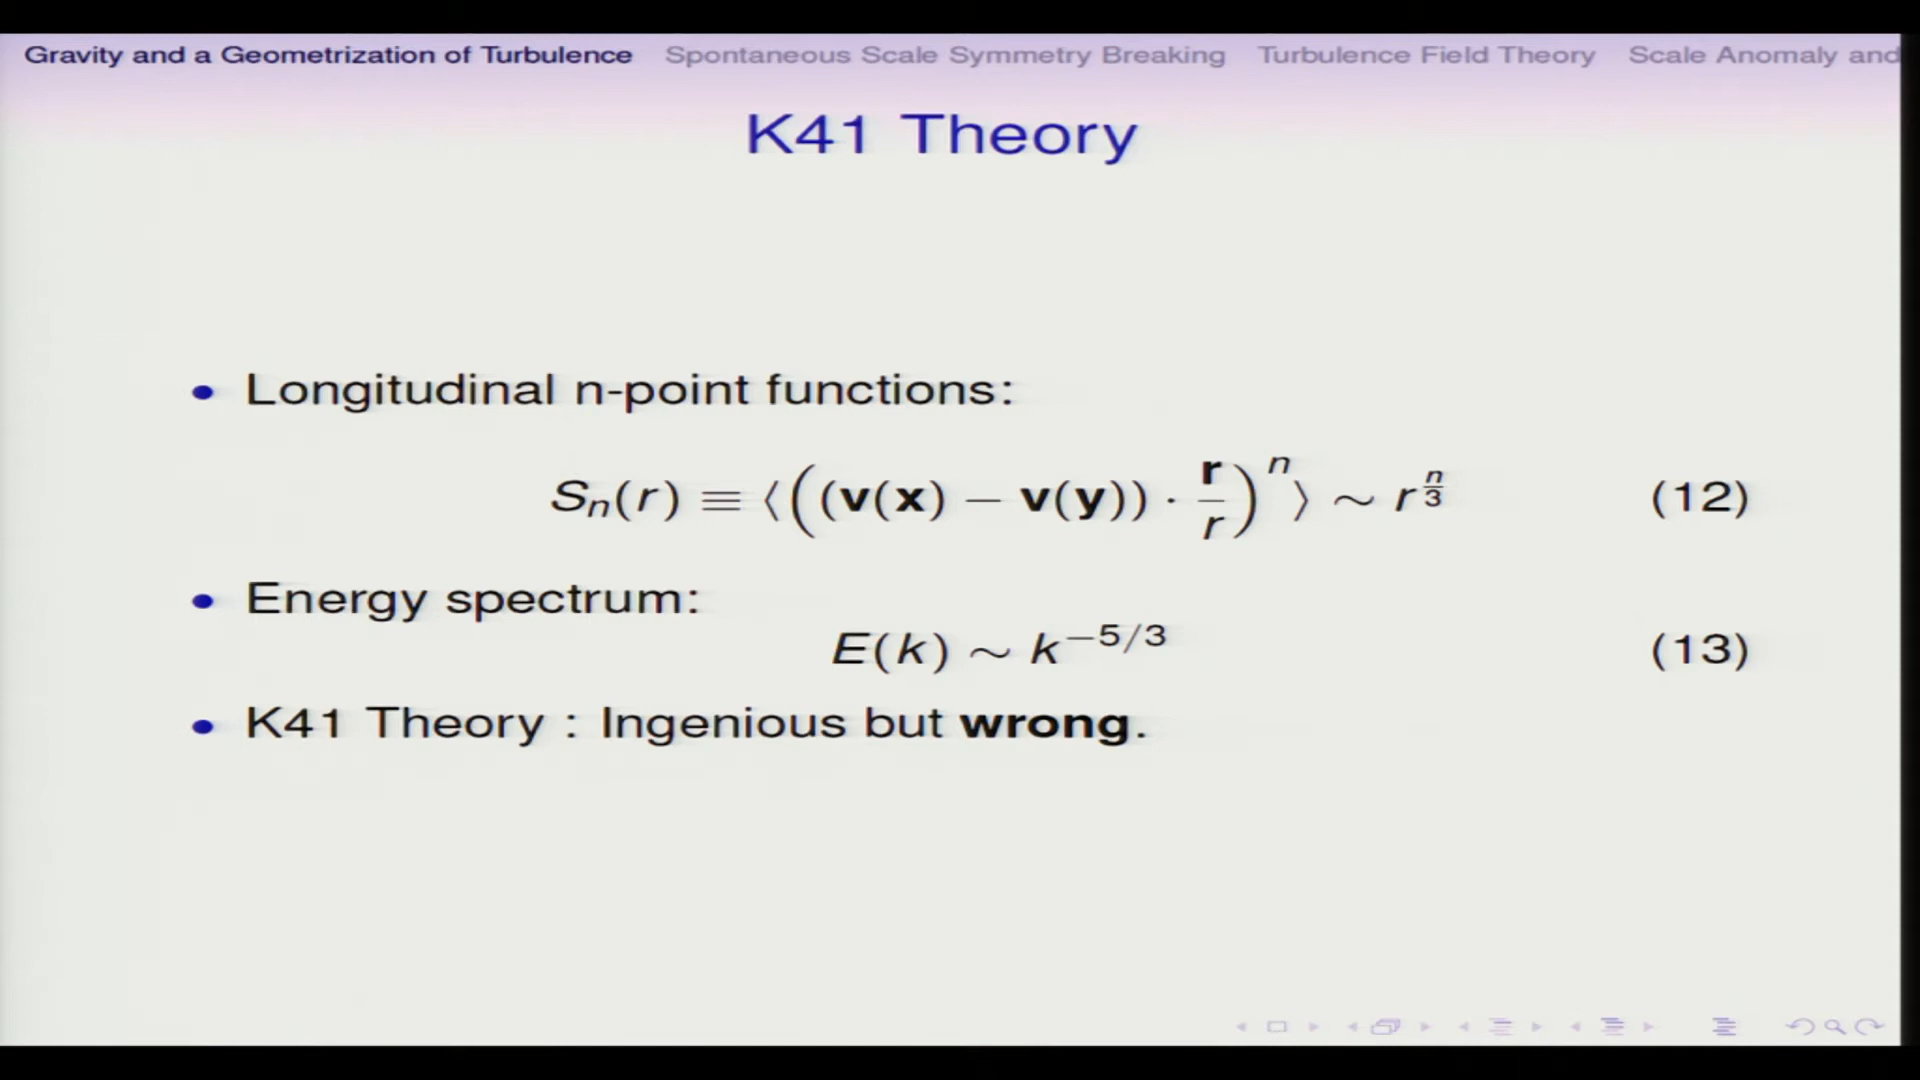 Gravity and a Geometrization of Turbulence Spontaneous Scale Symmetry Breaking Turbulence Field Theory Scale Anomaly and
K41 Theory
• Longitudinal n-point functions:
Sₙ(r) ≡ ⟨((v(x) − v(y)) · r/r)ⁿ⟩ ∼ r^{n/3} (12)
• Energy spectrum:
E(k) ∼ k^{−5/3} (13)
• K41 Theory : Ingenious but wrong.